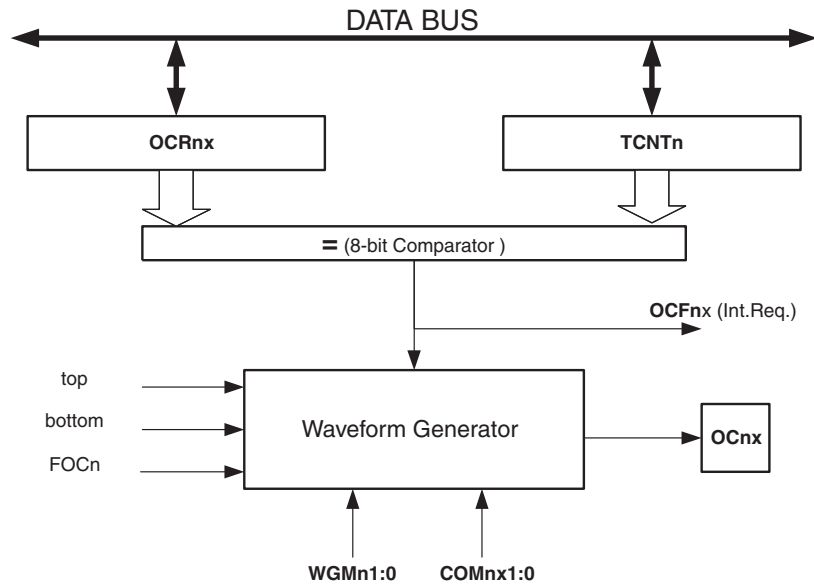 DATA BUS
OCRnx
TCNTn
= (8-bit Comparator )
OCFnx (Int.Req.)
top
bottom
FOCn
Waveform Generator
OCnx
WGMn1:0
COMnx1:0